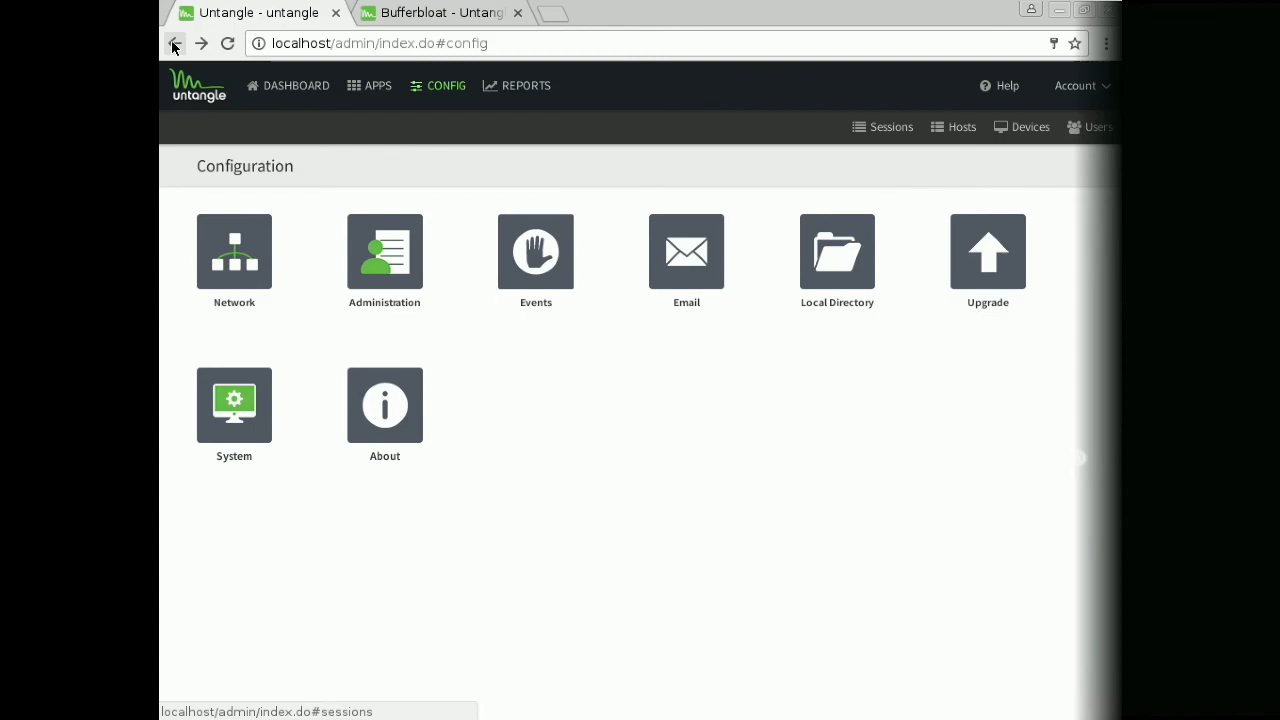 Untangle - untangle
Bufferbloat - Untang
localhost/admin/index.do#config
untangle
DASHBOARD
APPS
CONFIG
REPORTS
Help
Account
Sessions
Hosts
Devices
Users
Configuration
Network
Administration
Events
Email
Local Directory
Upgrade
System
About
localhost/admin/index.do#sessions